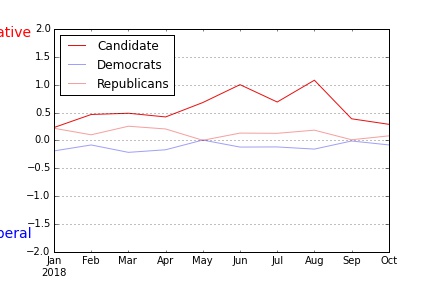 2.0
ative
Candidate
Democrats
Republicans
1.5
1.0
0.5
0.0
−0.5
−1.0
−1.5
beral
−2.0
Jan Feb Mar Apr May Jun Jul Aug Sep Oct
2018